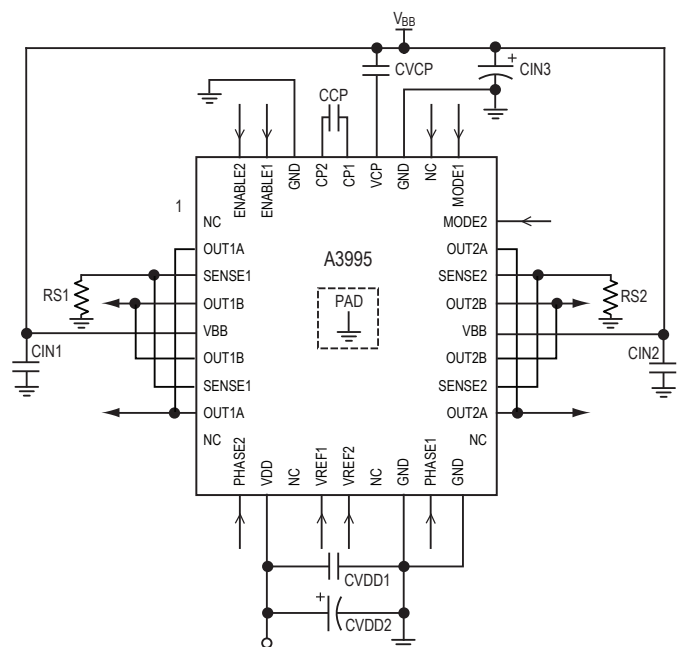 VBB
CVCP
CIN3
CCP
ENABLE2
ENABLE1
GND
CP2
CP1
VCP
GND
NC
MODE1
1
NC
MODE2
OUT1A
A3995
OUT2A
SENSE1
SENSE2
RS1
OUT1B
PAD
OUT2B
RS2
VBB
VBB
CIN1
OUT1B
OUT2B
CIN2
SENSE1
SENSE2
OUT1A
OUT2A
NC
NC
PHASE2
VDD
NC
VREF1
VREF2
NC
GND
PHASE1
GND
CVDD1
+
CVDD2
+